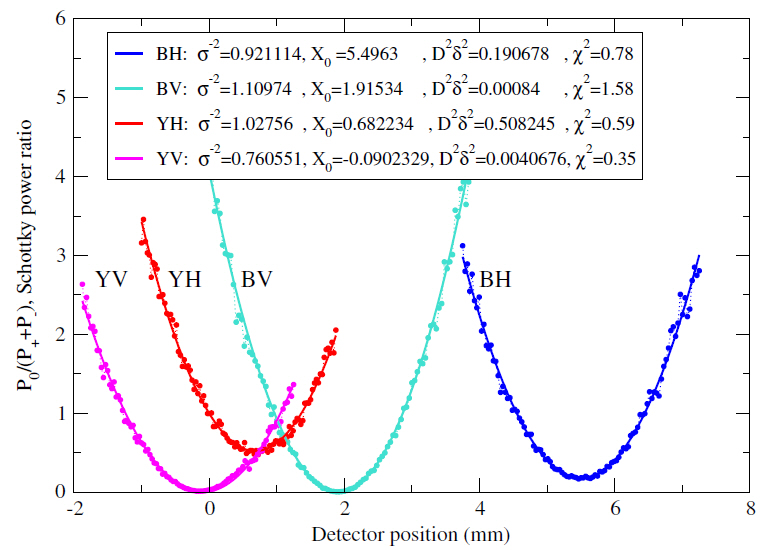 6
5
4
3
2
1
0
P₀/(P₊+P₋), Schottky power ratio
BH: σ⁻²=0.921114, X₀=5.4963 , D²δ²=0.190678 , χ²=0.78
BV: σ⁻²=1.10974 , X₀=1.91534 , D²δ²=0.00084 , χ²=1.58
YH: σ⁻²=1.02756 , X₀=0.682234 , D²δ²=0.508245 , χ²=0.59
YV: σ⁻²=0.760551, X₀=-0.0902329, D²δ²=0.0040676, χ²=0.35
YV YH BV BH
-2 0 2 4 6 8
Detector position (mm)